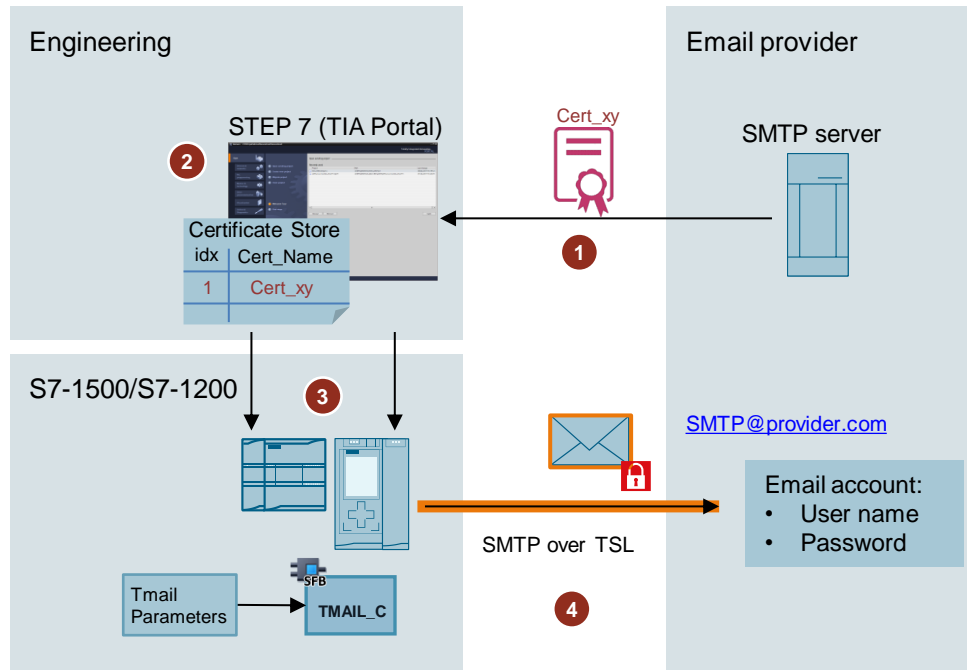 Engineering
Email provider
STEP 7 (TIA Portal)
Cert_xy
SMTP server
2
Certificate Store
idx Cert_Name
1 Cert_xy
1
S7-1500/S7-1200
3
SMTP@provider.com
Email account:
• User name
• Password
SMTP over TSL
SFB
Tmail
Parameters
TMAIL_C
4